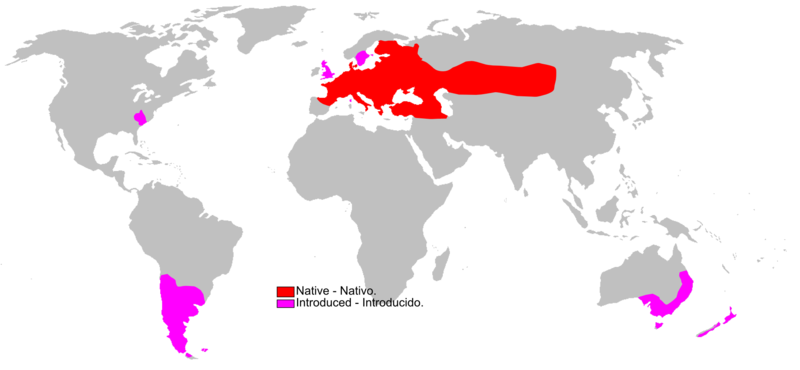 Native - Nativo.
Introduced - Introducido.